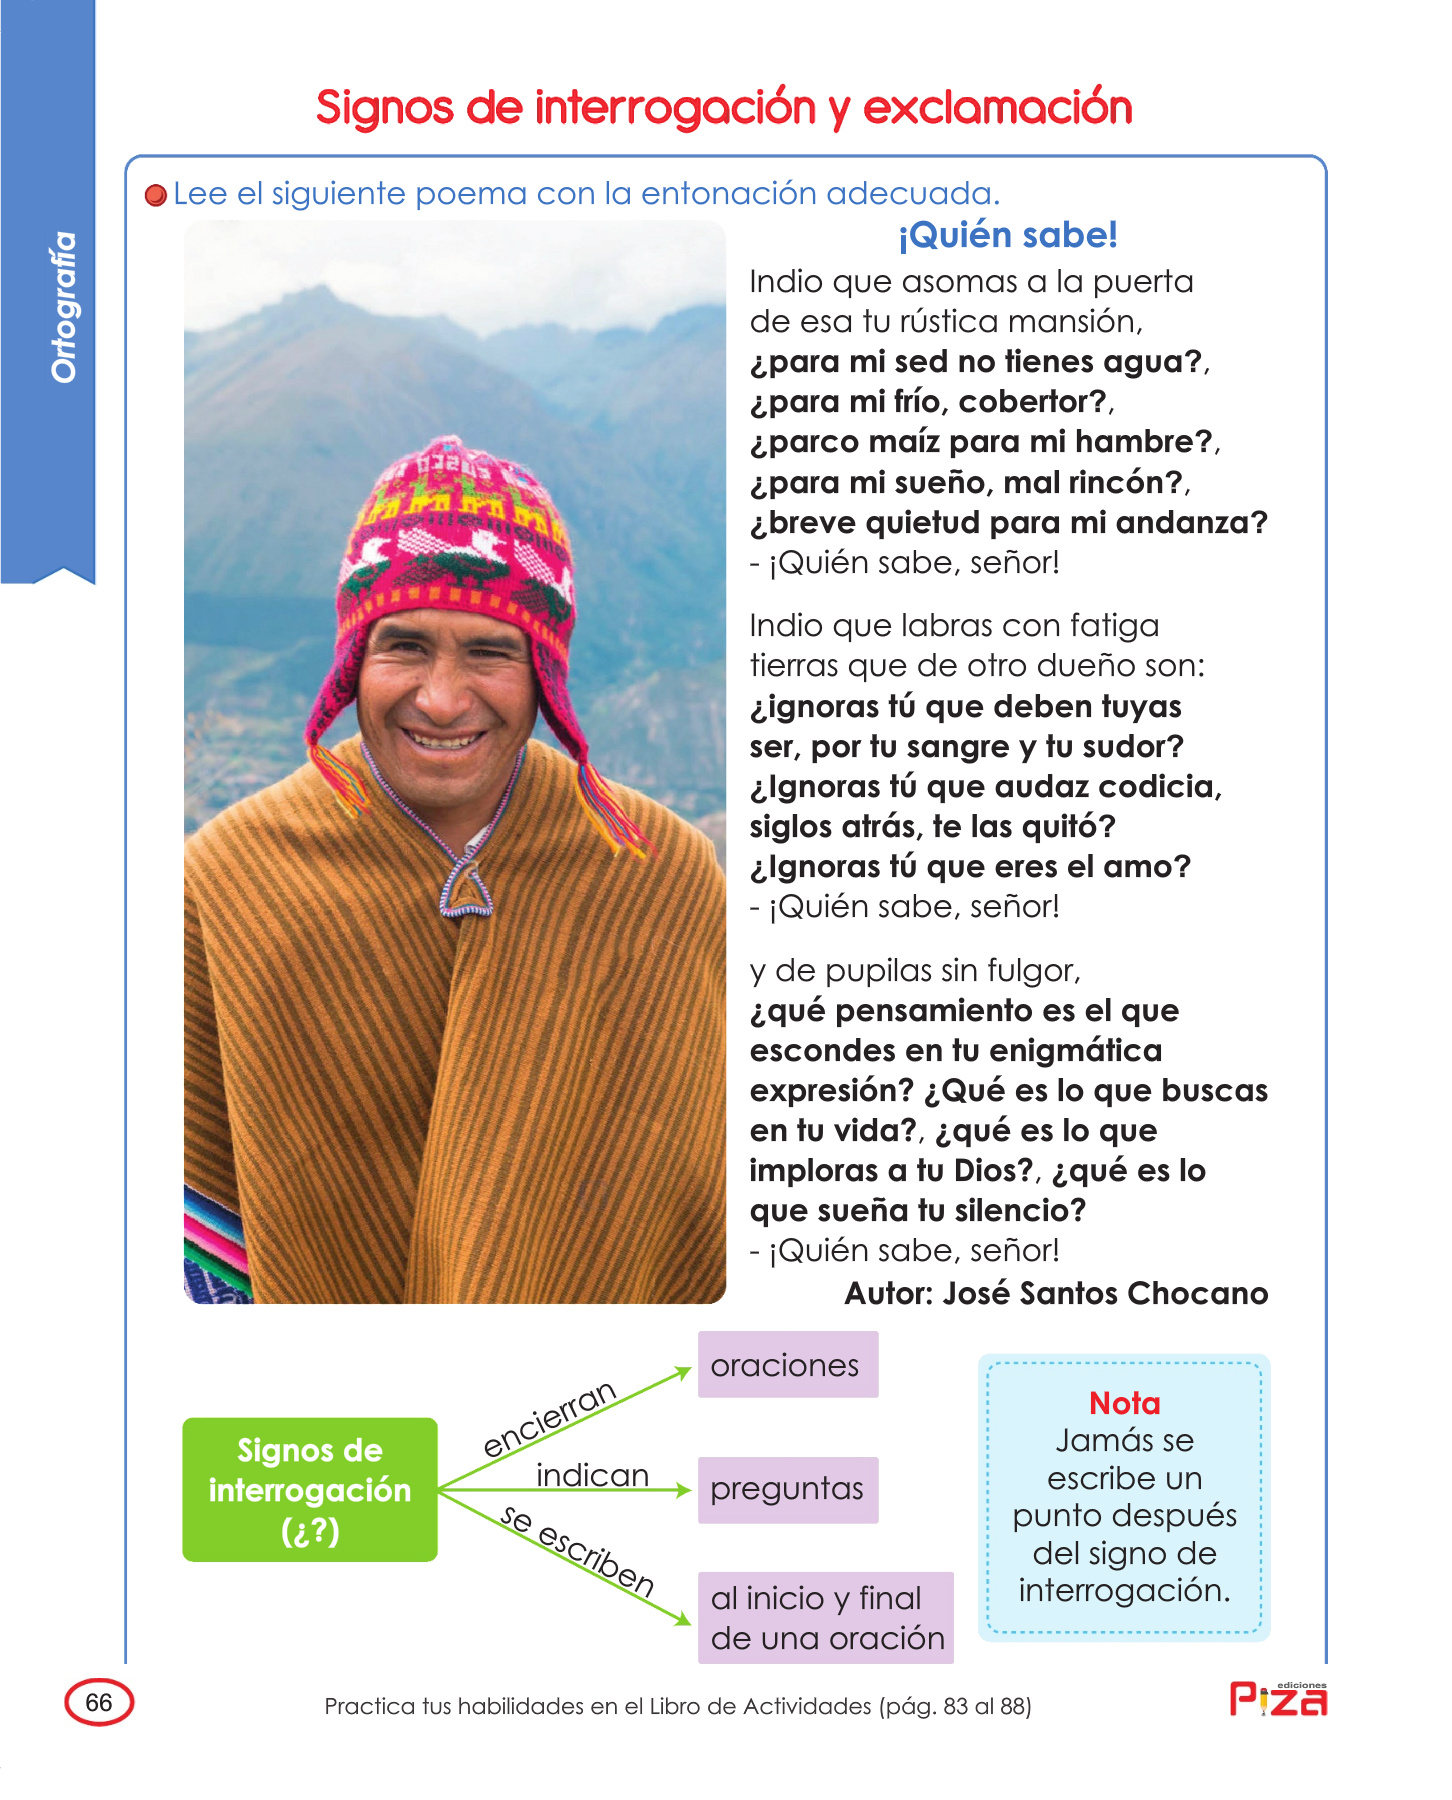 Ortografía
Signos de interrogación y exclamación
Lee el siguiente poema con la entonación adecuada.
¡Quién sabe!
Indio que asomas a la puerta
de esa tu rústica mansión,
¿para mi sed no tienes agua?,
¿para mi frío, cobertor?,
¿parco maíz para mi hambre?,
¿para mi sueño, mal rincón?,
¿breve quietud para mi andanza?
- ¡Quién sabe, señor!
Indio que labras con fatiga
tierras que de otro dueño son:
¿ignoras tú que deben tuyas
ser, por tu sangre y tu sudor?
¿Ignoras tú que audaz codicia,
siglos atrás, te las quitó?
¿Ignoras tú que eres el amo?
- ¡Quién sabe, señor!
y de pupilas sin fulgor,
¿qué pensamiento es el que
escondes en tu enigmática
expresión? ¿Qué es lo que buscas
en tu vida?, ¿qué es lo que
imploras a tu Dios?, ¿qué es lo
que sueña tu silencio?
- ¡Quién sabe, señor!
Autor: José Santos Chocano
Signos de
interrogación
(¿?)
encierran
oraciones
indican
preguntas
se escriben
al inicio y final
de una oración
Nota
Jamás se
escribe un
punto después
del signo de
interrogación.
66
Practica tus habilidades en el Libro de Actividades (pág. 83 al 88)
ediciones
Piza